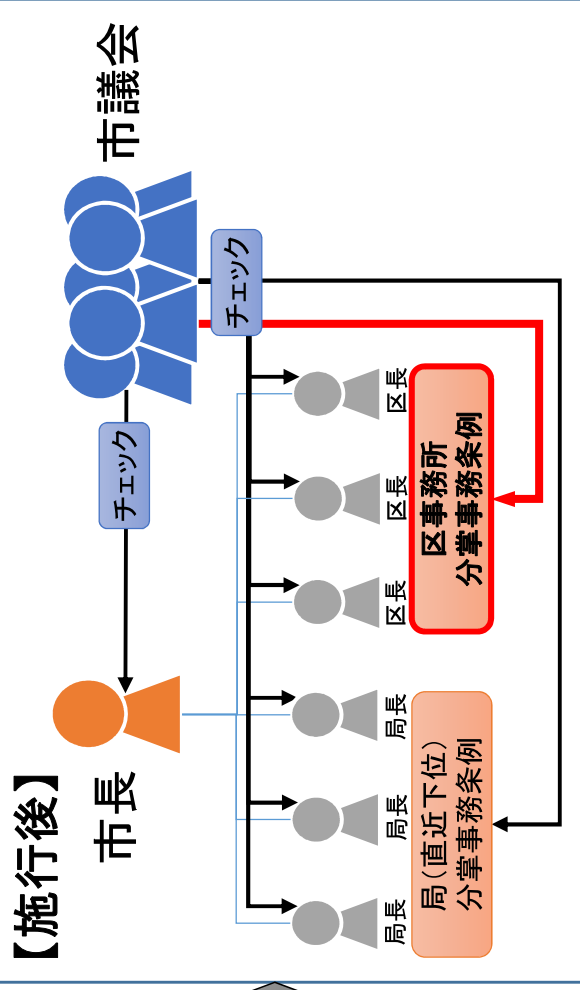 【施行後】
市長
市議会
チェック
チェック
局長
局長
局長
区長
区長
区長
局(直近下位)
分掌事務条例
区事務所
分掌事務条例